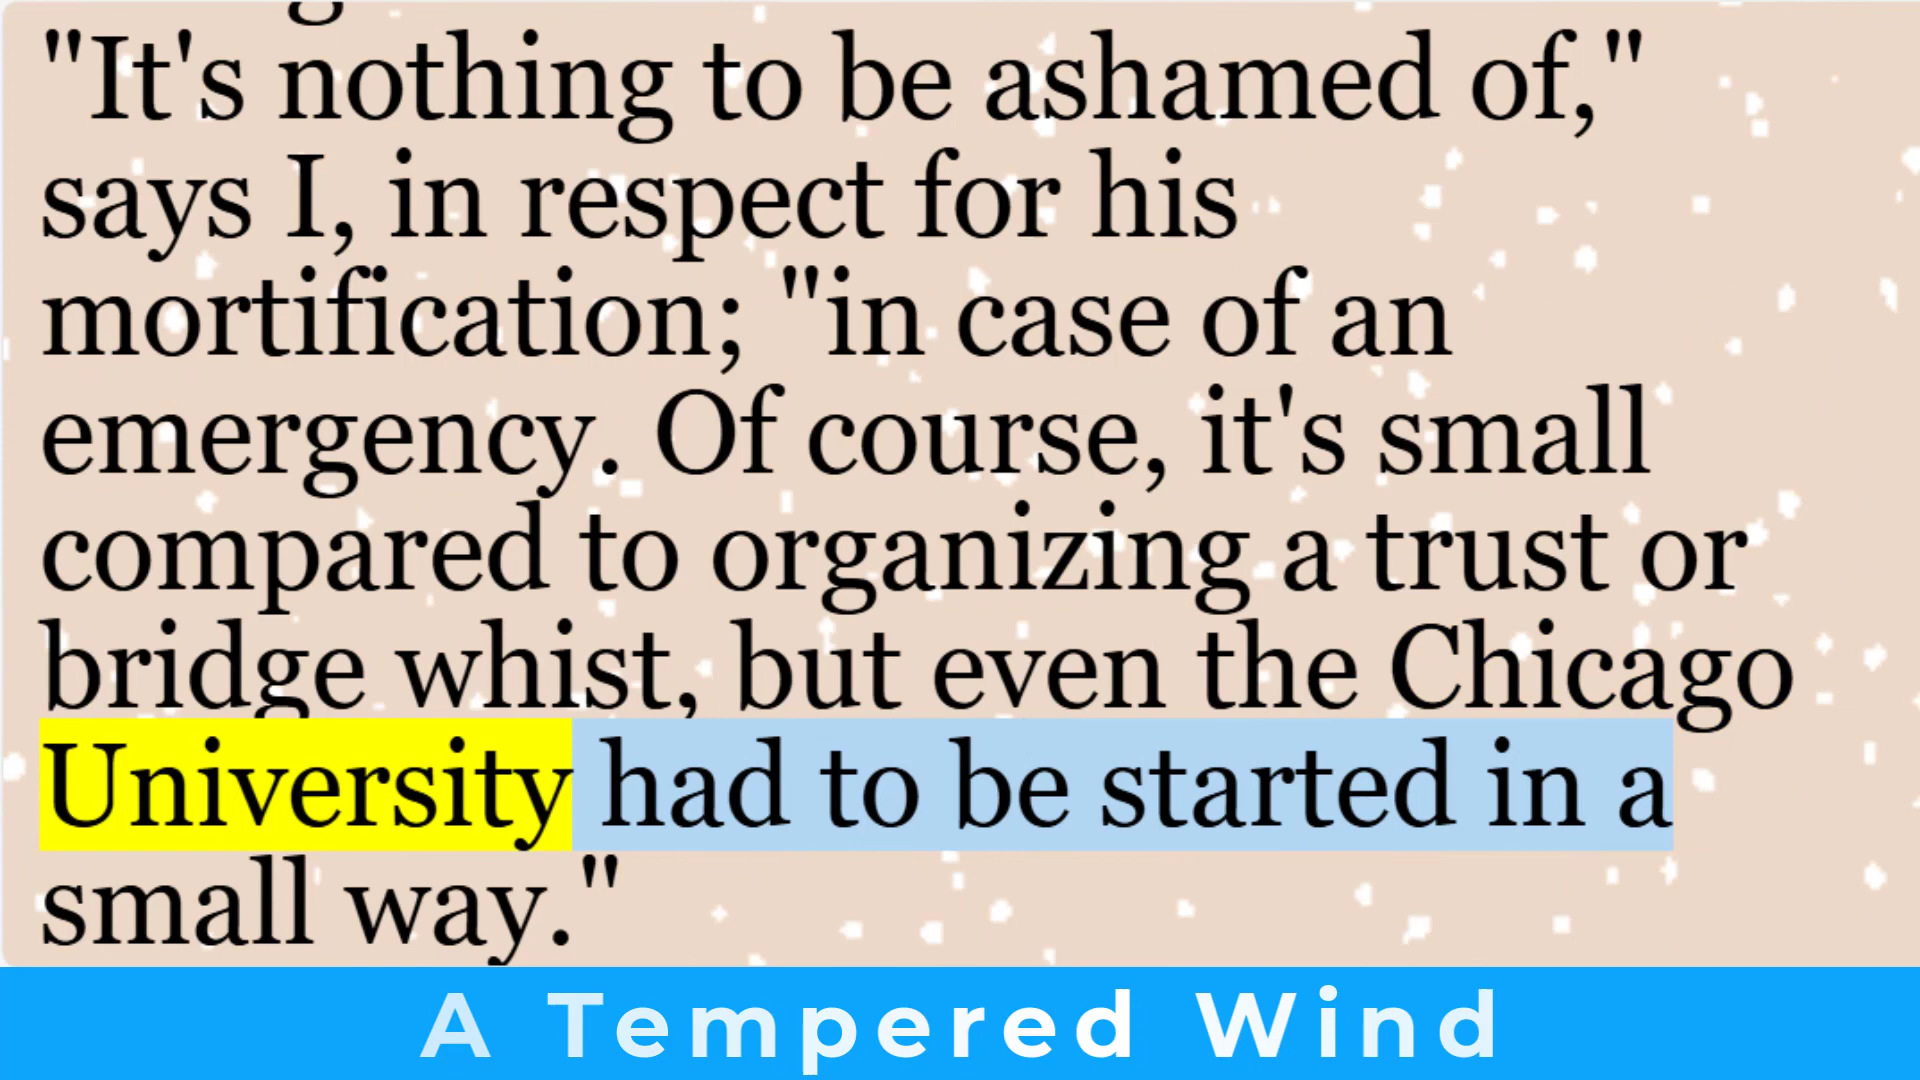 "It's nothing to be ashamed of,"
says I, in respect for his
mortification; "in case of an
emergency. Of course, it's small
compared to organizing a trust or
bridge whist, but even the Chicago
University had to be started in a
small way."
A Tempered Wind